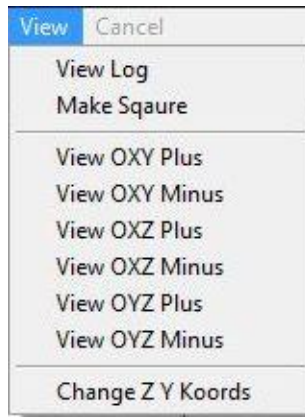 View Cancel
View Log
Make Sqaure
View OXY Plus
View OXY Minus
View OXZ Plus
View OXZ Minus
View OYZ Plus
View OYZ Minus
Change Z Y Koords